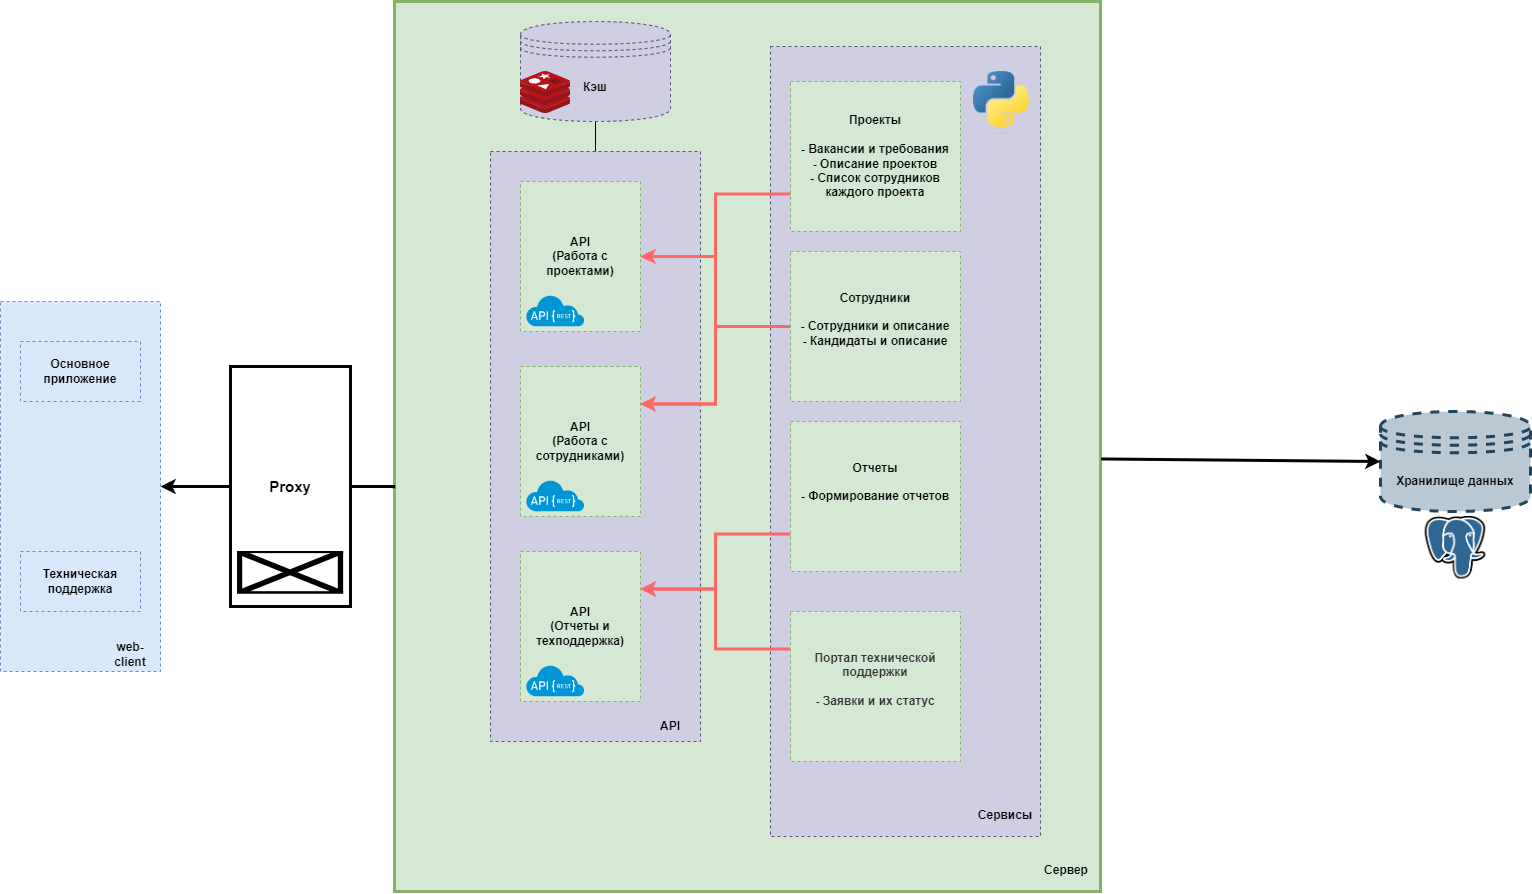 Основное
приложение
Техническая
поддержка
web-
client
Proxy
Кэш
API
(Работа с
проектами)
API {REST}
API
(Работа с
сотрудниками)
API {REST}
API
(Отчеты и
техподдержка)
API {REST}
API
Проекты
- Вакансии и требования
- Описание проектов
- Список сотрудников
каждого проекта
Сотрудники
- Сотрудники и описание
- Кандидаты и описание
Отчеты
- Формирование отчетов
Портал технической
поддержки
- Заявки и их статус
Сервисы
Сервер
Хранилище данных